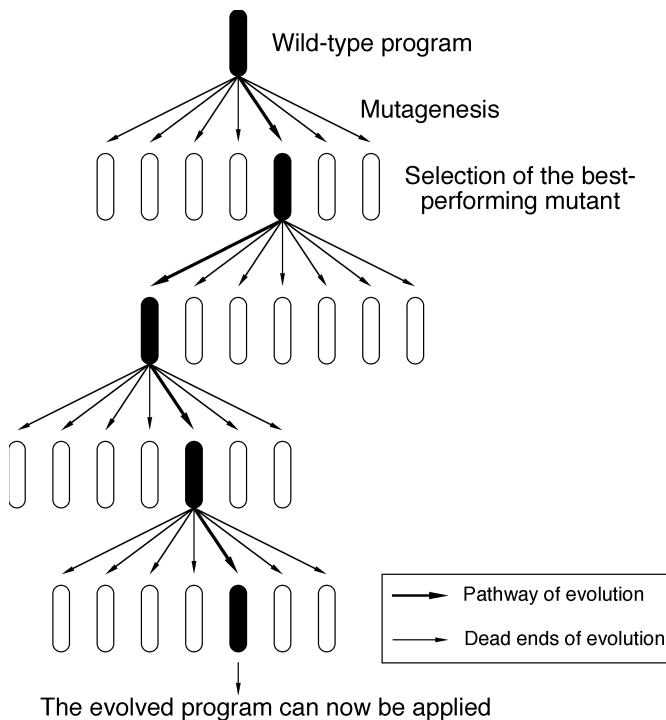 Wild-type program
Mutagenesis
Selection of the best-
performing mutant
Pathway of evolution
Dead ends of evolution
The evolved program can now be applied